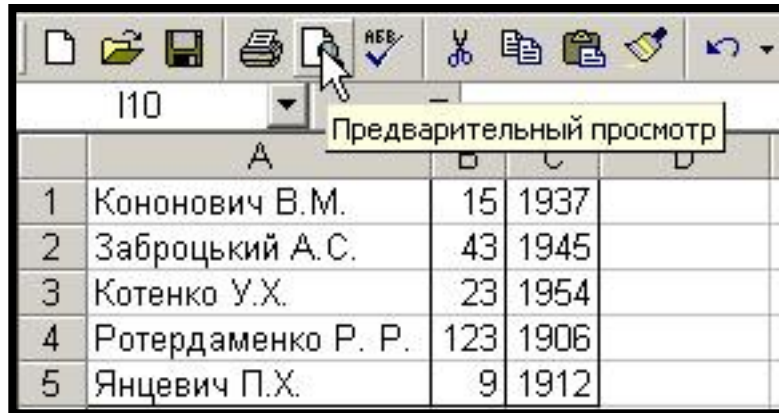 АБВ
I10
Предварительный просмотр
A B C D
1 Кононович В.М. 15 1937
2 Заброцький А.С. 43 1945
3 Котенко У.Х. 23 1954
4 Ротердаменко Р. Р. 123 1906
5 Янцевич П.Х. 9 1912